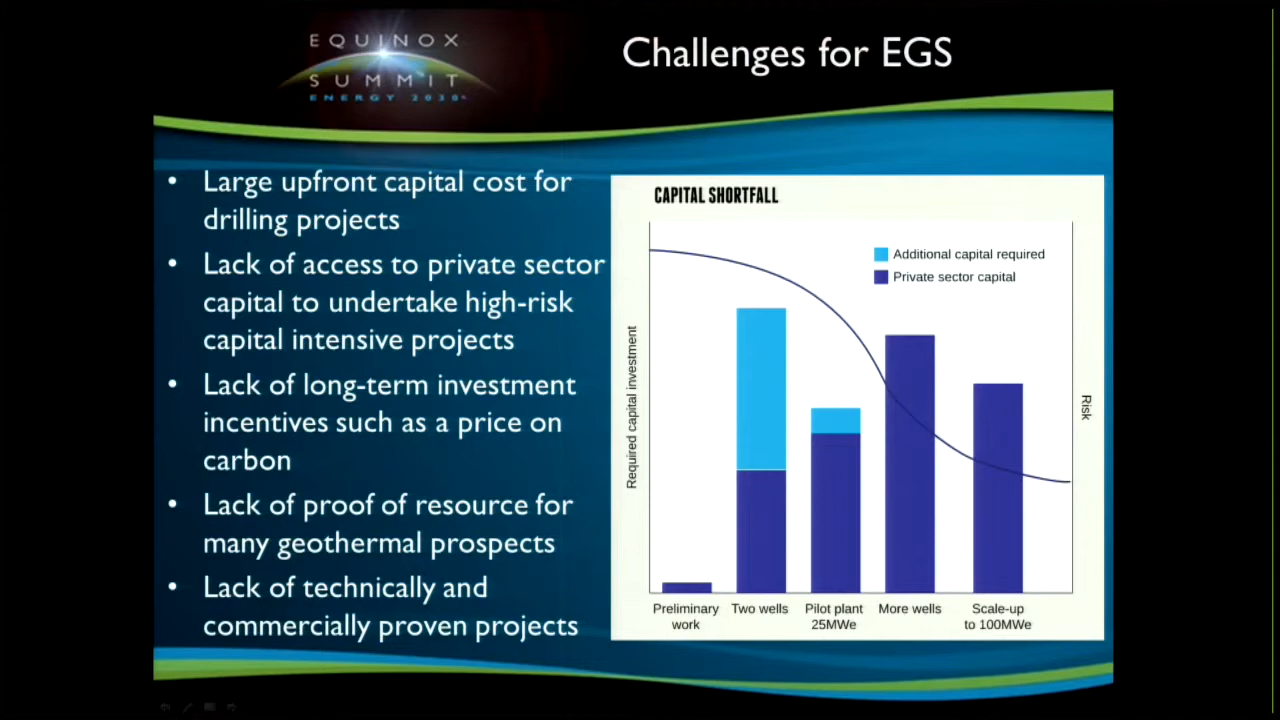 EQUINOX
SUMMIT
ENERGY 2030
Challenges for EGS
• Large upfront capital cost for
drilling projects
• Lack of access to private sector
capital to undertake high-risk
capital intensive projects
• Lack of long-term investment
incentives such as a price on
carbon
• Lack of proof of resource for
many geothermal prospects
• Lack of technically and
commercially proven projects
CAPITAL SHORTFALL
Additional capital required
Private sector capital
Required capital investment
Risk
Preliminary
work
Two wells
Pilot plant
25MWe
More wells
Scale-up
to 100MWe